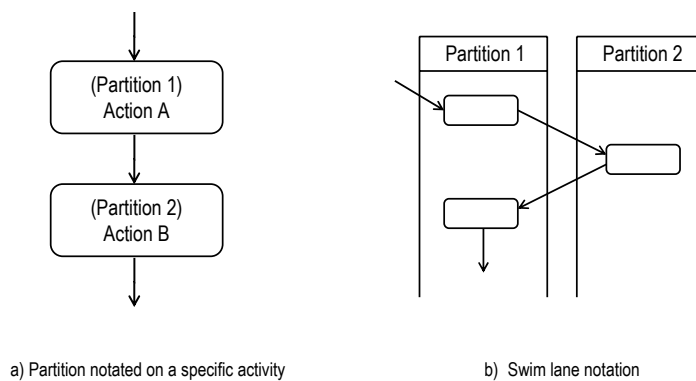 (Partition 1)
Action A
(Partition 2)
Action B
a) Partition notated on a specific activity
Partition 1
Partition 2
b) Swim lane notation